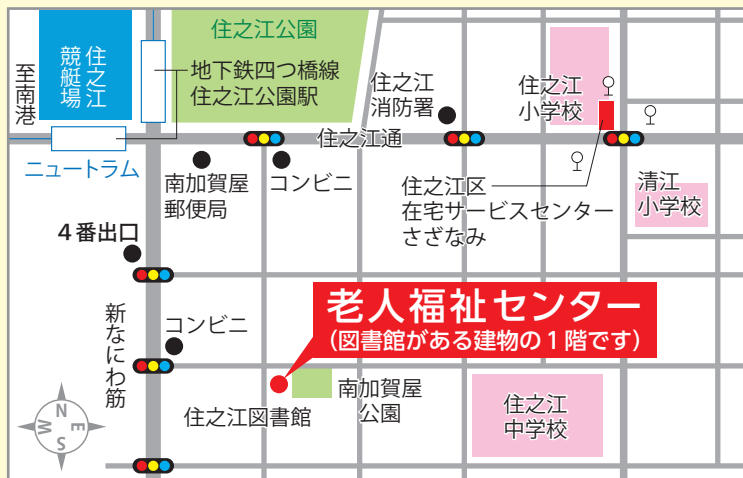 住之江公園
住之江
競艇場
至南港
地下鉄四つ橋線
住之江公園駅
住之江
消防署
住之江
小学校
住之江通
ニュートラム
南加賀屋
郵便局
コンビニ
住之江区
在宅サービスセンター
さざなみ
清江
小学校
4番出口
老人福祉センター
(図書館がある建物の1階です)
新なにわ筋
コンビニ
住之江図書館
南加賀屋
公園
住之江
中学校
N
W
E
S